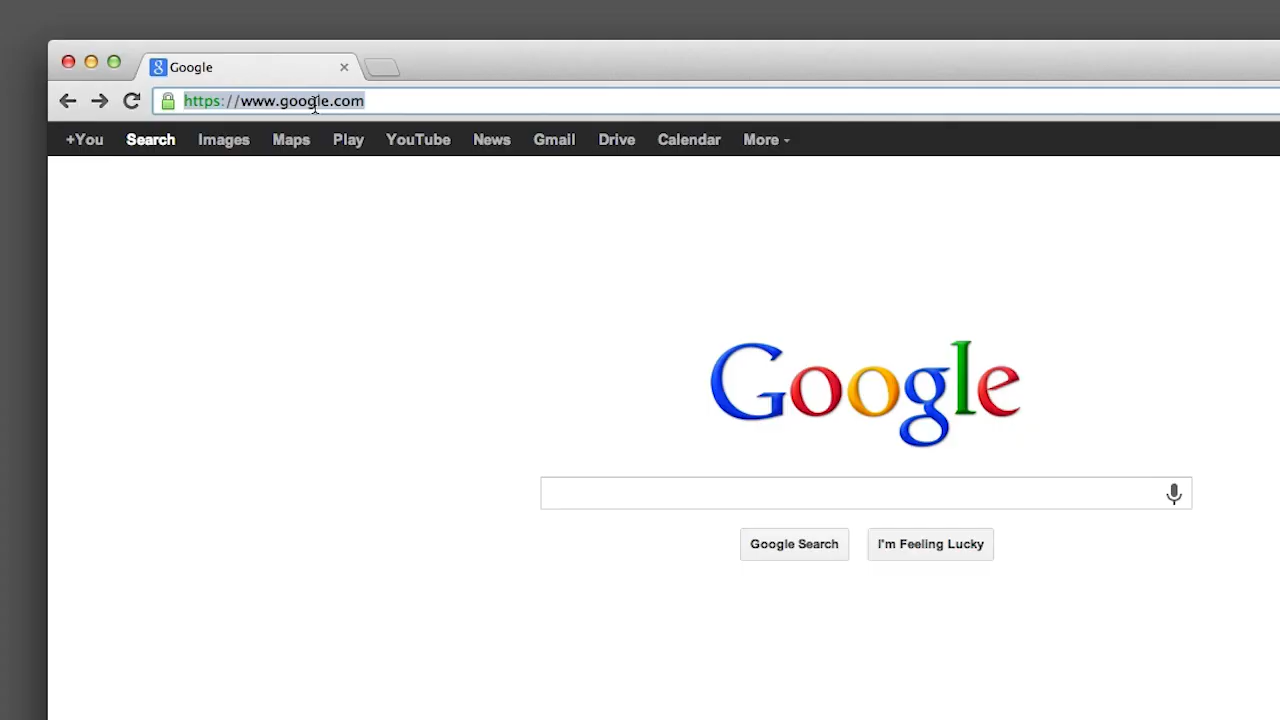 Google
https://www.google.com
+You Search Images Maps Play YouTube News Gmail Drive Calendar More
Google
Google Search I'm Feeling Lucky